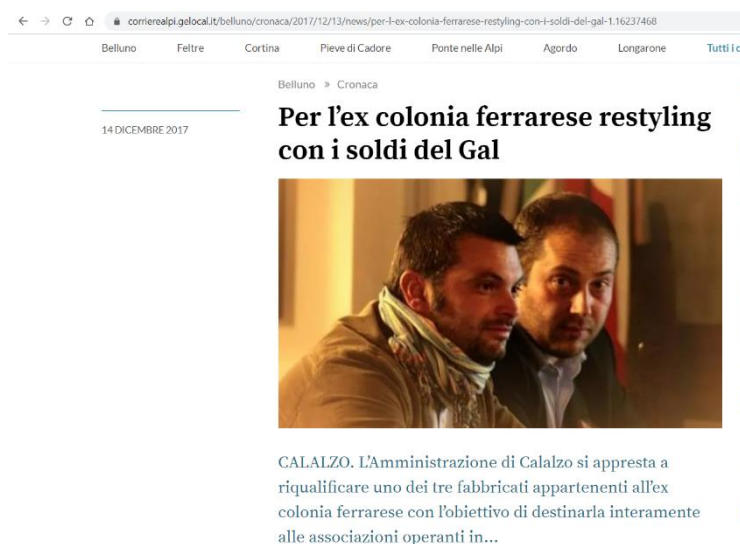 corrierealpi.gelocal.it/belluno/cronaca/2017/12/13/news/per-l-ex-colonia-ferrarese-restyling-con-i-soldi-del-gal-1.16237468
Belluno Feltre Cortina Pieve di Cadore Ponte nelle Alpi Agordo Longarone Tutti i c
Belluno » Cronaca
14 DICEMBRE 2017
Per l’ex colonia ferrarese restyling
con i soldi del Gal
CALALZO. L’Amministrazione di Calalzo si appresta a
riqualificare uno dei tre fabbricati appartenenti all’ex
colonia ferrarese con l’obiettivo di destinarla interamente
alle associazioni operanti in...